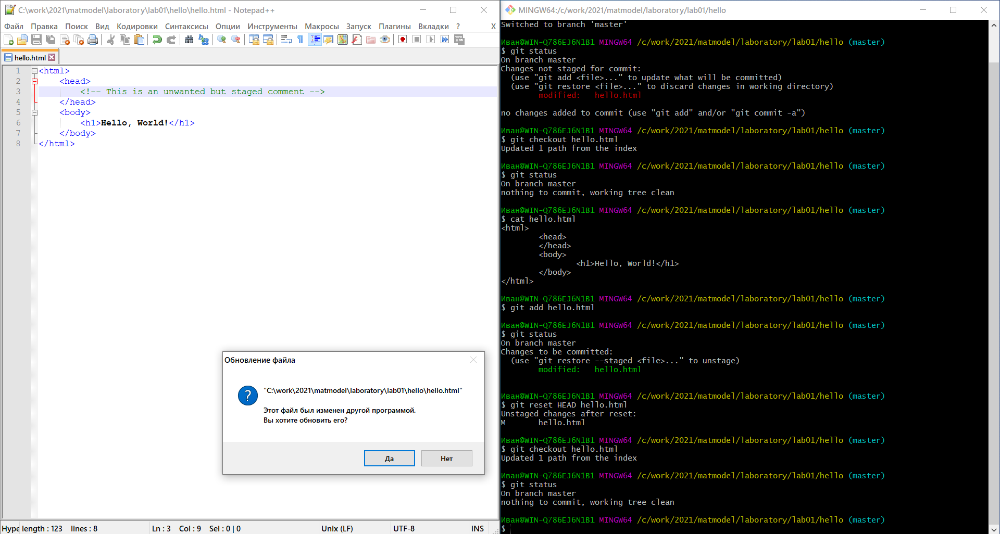 C:\work\2021\matmodel\laboratory\lab01\hello\hello.html - Notepad++
Файл Правка Поиск Вид Кодировки Синтаксисы Опции Инструменты Макросы Запуск Плагины Вкладки ? X
hello.html
1 <html>
2 <head>
3 <!-- This is an unwanted but staged comment -->
4 </head>
5 <body>
6 <h1>Hello, World!</h1>
7 </body>
8 </html>
Обновление файла
"C:\work\2021\matmodel\laboratory\lab01\hello\hello.html"
Этот файл был изменен другой программой.
Вы хотите обновить его?
Да Нет
Hype length : 123 lines : 8 Ln : 3 Col : 9 Sel : 0 | 0 Unix (LF) UTF-8 INS
MINGW64:/c/work/2021/matmodel/laboratory/lab01/hello
Switched to branch 'master'
Иван@WIN-Q786EJ6N1B1 MINGW64 /c/work/2021/matmodel/laboratory/lab01/hello (master)
$ git status
On branch master
Changes not staged for commit:
(use "git add <file>..." to update what will be committed)
(use "git restore <file>..." to discard changes in working directory)
modified: hello.html
no changes added to commit (use "git add" and/or "git commit -a")
Иван@WIN-Q786EJ6N1B1 MINGW64 /c/work/2021/matmodel/laboratory/lab01/hello (master)
$ git checkout hello.html
Updated 1 path from the index
Иван@WIN-Q786EJ6N1B1 MINGW64 /c/work/2021/matmodel/laboratory/lab01/hello (master)
$ git status
On branch master
nothing to commit, working tree clean
Иван@WIN-Q786EJ6N1B1 MINGW64 /c/work/2021/matmodel/laboratory/lab01/hello (master)
$ cat hello.html
<html>
<head>
</head>
<body>
<h1>Hello, World!</h1>
</body>
</html>
Иван@WIN-Q786EJ6N1B1 MINGW64 /c/work/2021/matmodel/laboratory/lab01/hello (master)
$ git add hello.html
Иван@WIN-Q786EJ6N1B1 MINGW64 /c/work/2021/matmodel/laboratory/lab01/hello (master)
$ git status
On branch master
Changes to be committed:
(use "git restore --staged <file>..." to unstage)
modified: hello.html
Иван@WIN-Q786EJ6N1B1 MINGW64 /c/work/2021/matmodel/laboratory/lab01/hello (master)
$ git reset HEAD hello.html
Unstaged changes after reset:
M hello.html
Иван@WIN-Q786EJ6N1B1 MINGW64 /c/work/2021/matmodel/laboratory/lab01/hello (master)
$ git checkout hello.html
Updated 1 path from the index
Иван@WIN-Q786EJ6N1B1 MINGW64 /c/work/2021/matmodel/laboratory/lab01/hello (master)
$ git status
On branch master
nothing to commit, working tree clean
Иван@WIN-Q786EJ6N1B1 MINGW64 /c/work/2021/matmodel/laboratory/lab01/hello (master)
$